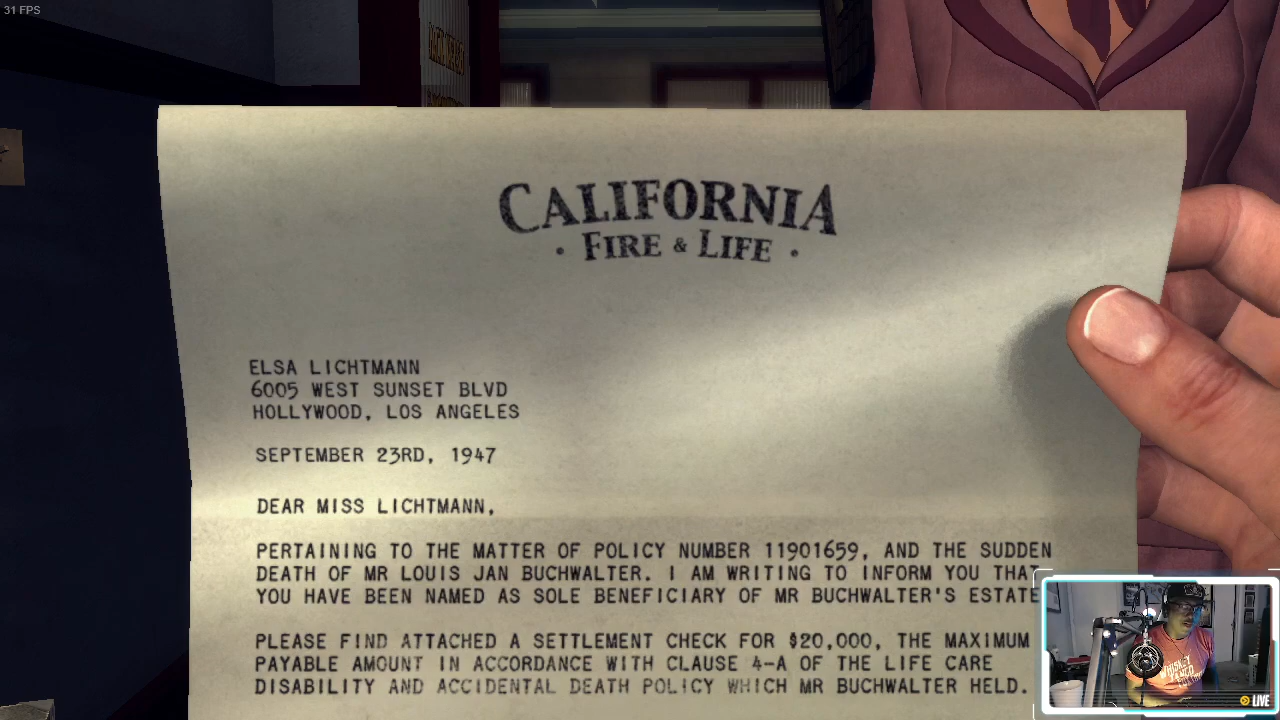 31 FPS
CALIFORNIA
· FIRE & LIFE ·
ELSA LICHTMANN
6005 WEST SUNSET BLVD
HOLLYWOOD, LOS ANGELES
SEPTEMBER 23RD, 1947
DEAR MISS LICHTMANN,
PERTAINING TO THE MATTER OF POLICY NUMBER 11901659, AND THE SUDDEN
DEATH OF MR LOUIS JAN BUCHWALTER. I AM WRITING TO INFORM YOU THAT
YOU HAVE BEEN NAMED AS SOLE BENEFICIARY OF MR BUCHWALTER'S ESTATE
PLEASE FIND ATTACHED A SETTLEMENT CHECK FOR $20,000, THE MAXIMUM
PAYABLE AMOUNT IN ACCORDANCE WITH CLAUSE 4-A OF THE LIFE CARE
DISABILITY AND ACCIDENTAL DEATH POLICY WHICH MR BUCHWALTER HELD.
LIVE